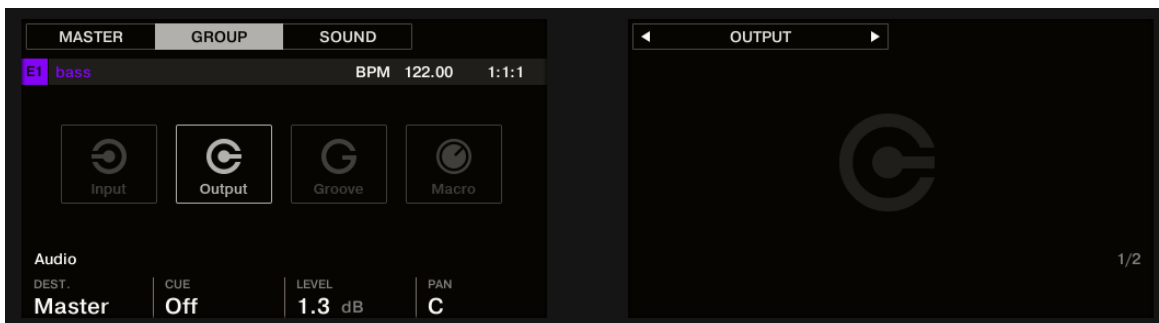 MASTER GROUP SOUND
E1 bass BPM 122.00 1:1:1
Input Output Groove Macro
Audio
DEST. CUE LEVEL PAN
Master Off 1.3 dB C
OUTPUT
1/2